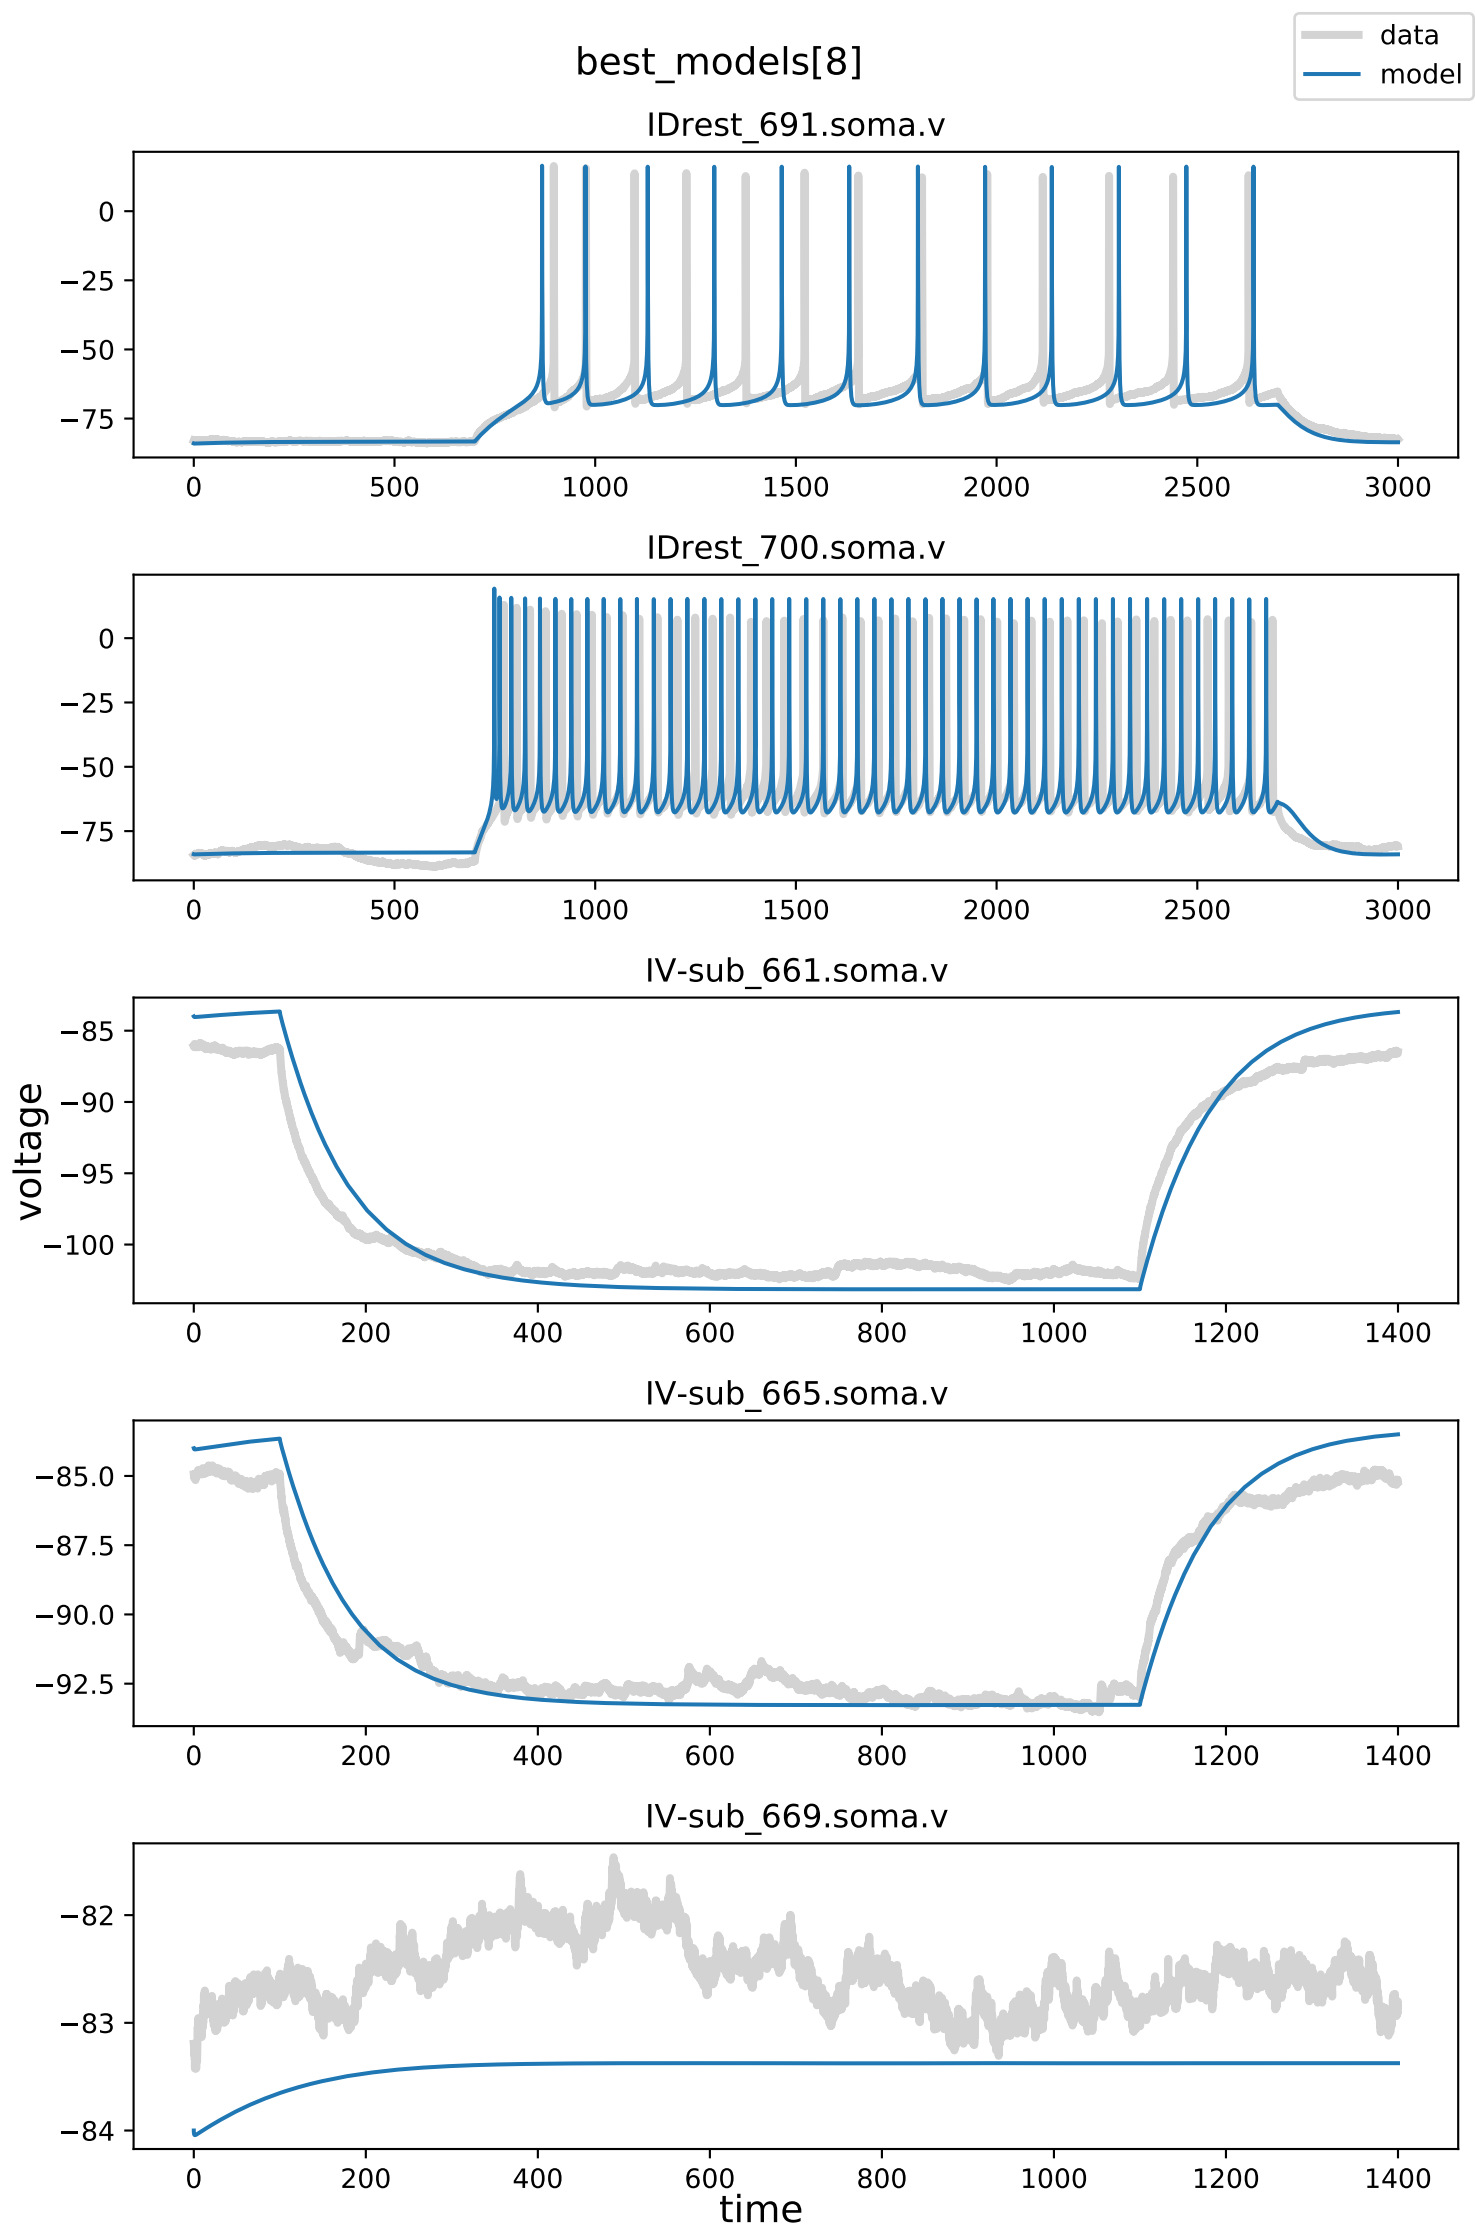 data
model
best_models[8]
IDrest_691.soma.v
0
−25
−50
−75
0 500 1000 1500 2000 2500 3000
IDrest_700.soma.v
0
−25
−50
−75
0 500 1000 1500 2000 2500 3000
IV-sub_661.soma.v
−85
−90
−95
−100
0 200 400 600 800 1000 1200 1400
voltage
IV-sub_665.soma.v
−85.0
−87.5
−90.0
−92.5
0 200 400 600 800 1000 1200 1400
IV-sub_669.soma.v
−82
−83
−84
0 200 400 600 800 1000 1200 1400
time